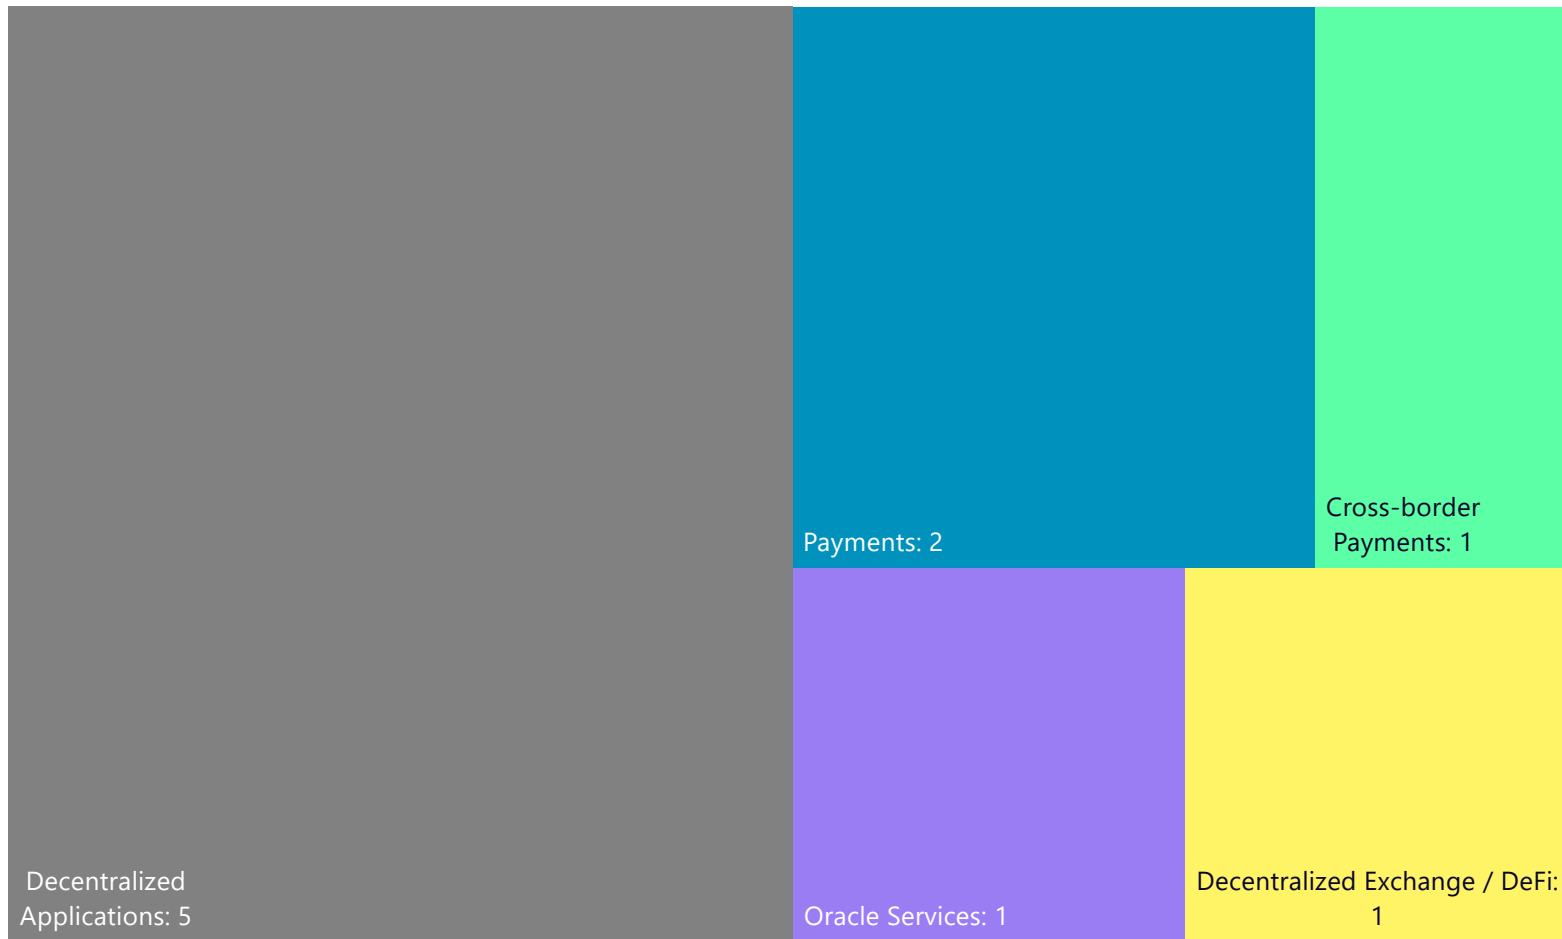 Decentralized
Applications: 5
Payments: 2
Cross-border
Payments: 1
Oracle Services: 1
Decentralized Exchange / DeFi:
1